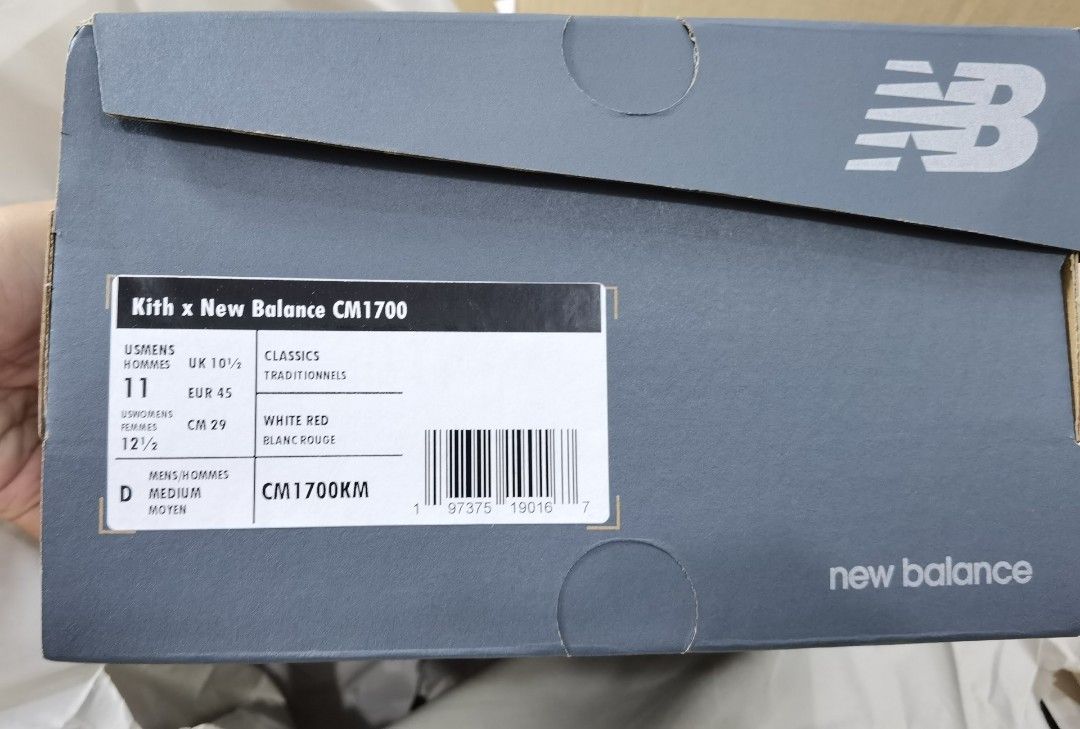 NB
Kith x New Balance CM1700
USMENS
HOMMES
11
USWOMENS
FEMMES
12½
UK 10½
EUR 45
CM 29
CLASSICS
TRADITIONNELS
WHITE RED
BLANC ROUGE
D
MENS/HOMMES
MEDIUM
MOYEN
CM1700KM
1 97375 19016 7
new balance